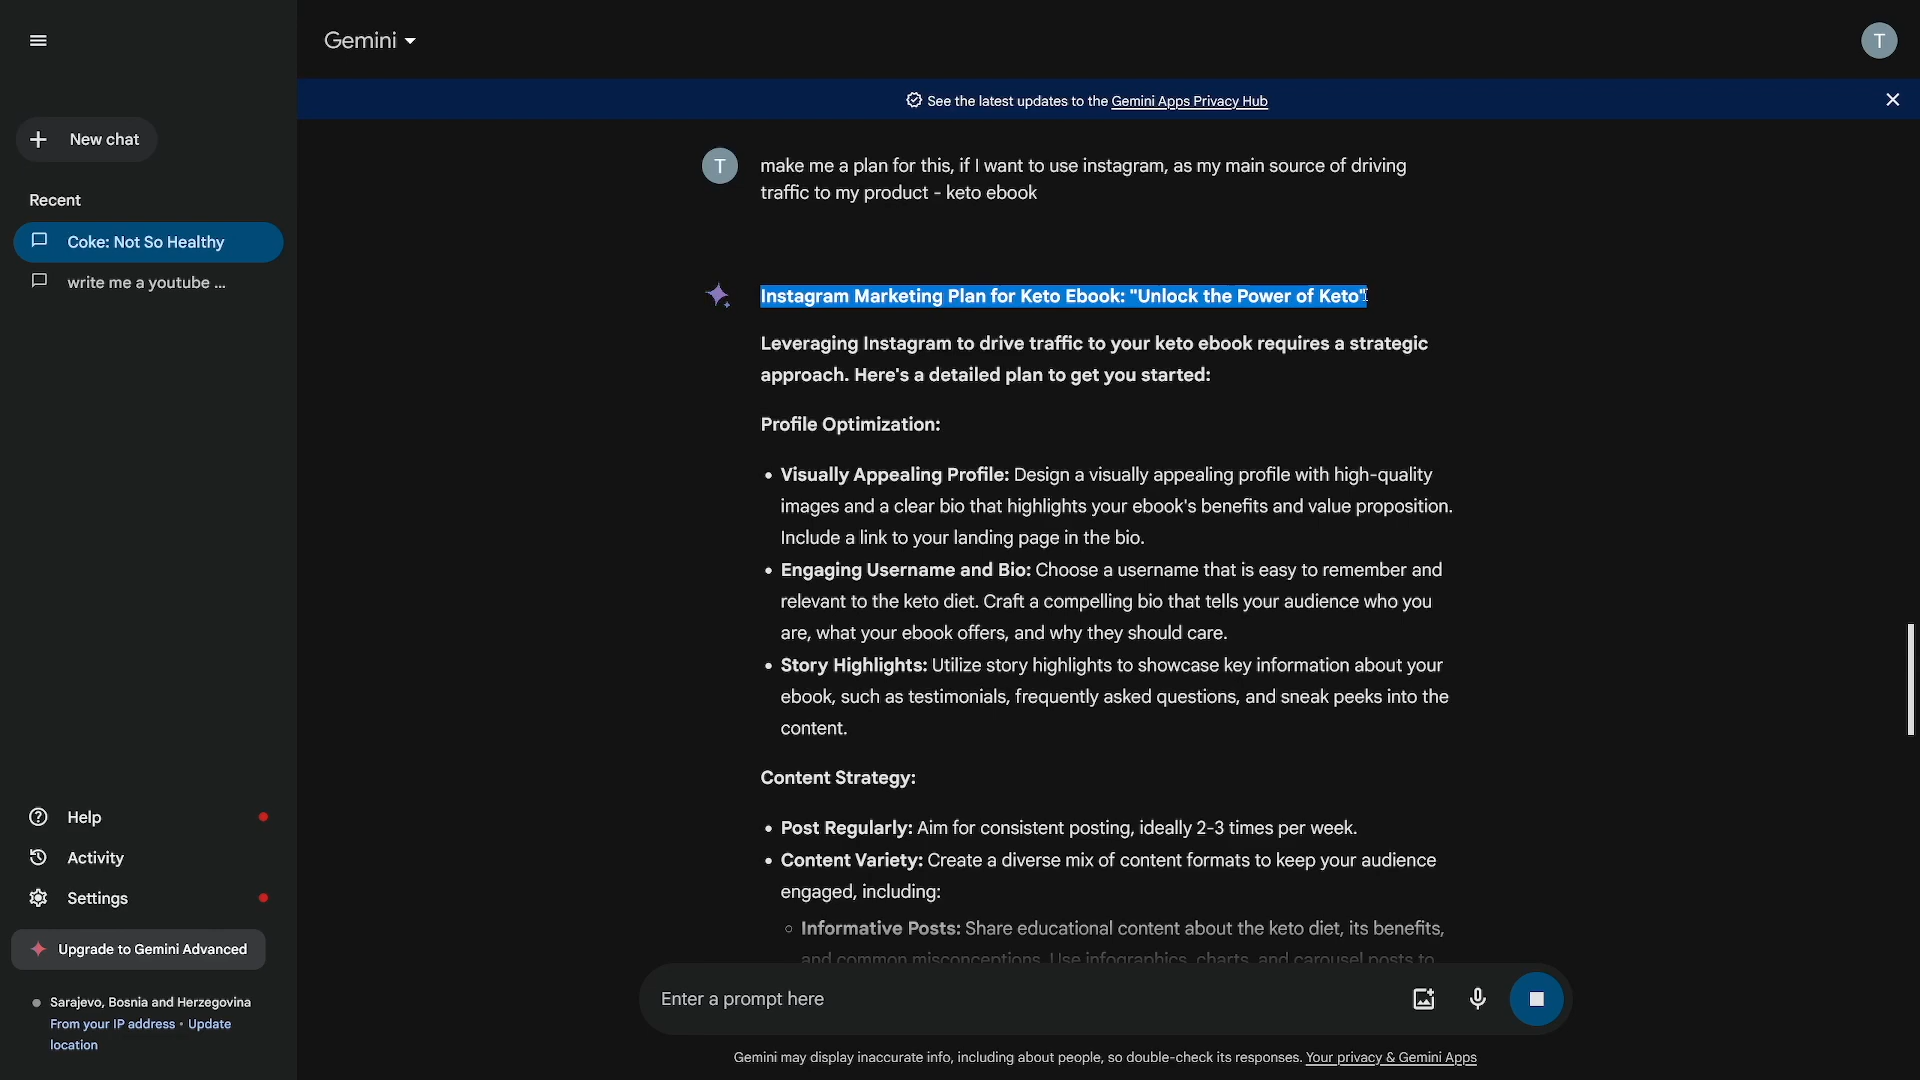 Gemini
T
See the latest updates to the Gemini Apps Privacy Hub
New chat
Recent
Coke: Not So Healthy
write me a youtube ...
Help
Activity
Settings
Upgrade to Gemini Advanced
Sarajevo, Bosnia and Herzegovina
From your IP address • Update
location
T
make me a plan for this, if I want to use instagram, as my main source of driving
traffic to my product - keto ebook
Instagram Marketing Plan for Keto Ebook: "Unlock the Power of Keto"
Leveraging Instagram to drive traffic to your keto ebook requires a strategic
approach. Here's a detailed plan to get you started:
Profile Optimization:
• Visually Appealing Profile: Design a visually appealing profile with high-quality
images and a clear bio that highlights your ebook's benefits and value proposition.
Include a link to your landing page in the bio.
• Engaging Username and Bio: Choose a username that is easy to remember and
relevant to the keto diet. Craft a compelling bio that tells your audience who you
are, what your ebook offers, and why they should care.
• Story Highlights: Utilize story highlights to showcase key information about your
ebook, such as testimonials, frequently asked questions, and sneak peeks into the
content.
Content Strategy:
• Post Regularly: Aim for consistent posting, ideally 2-3 times per week.
• Content Variety: Create a diverse mix of content formats to keep your audience
engaged, including:
◦ Informative Posts: Share educational content about the keto diet, its benefits,
and common misconceptions. Use infographics, charts, and carousel posts to
Enter a prompt here
Gemini may display inaccurate info, including about people, so double-check its responses. Your privacy & Gemini Apps